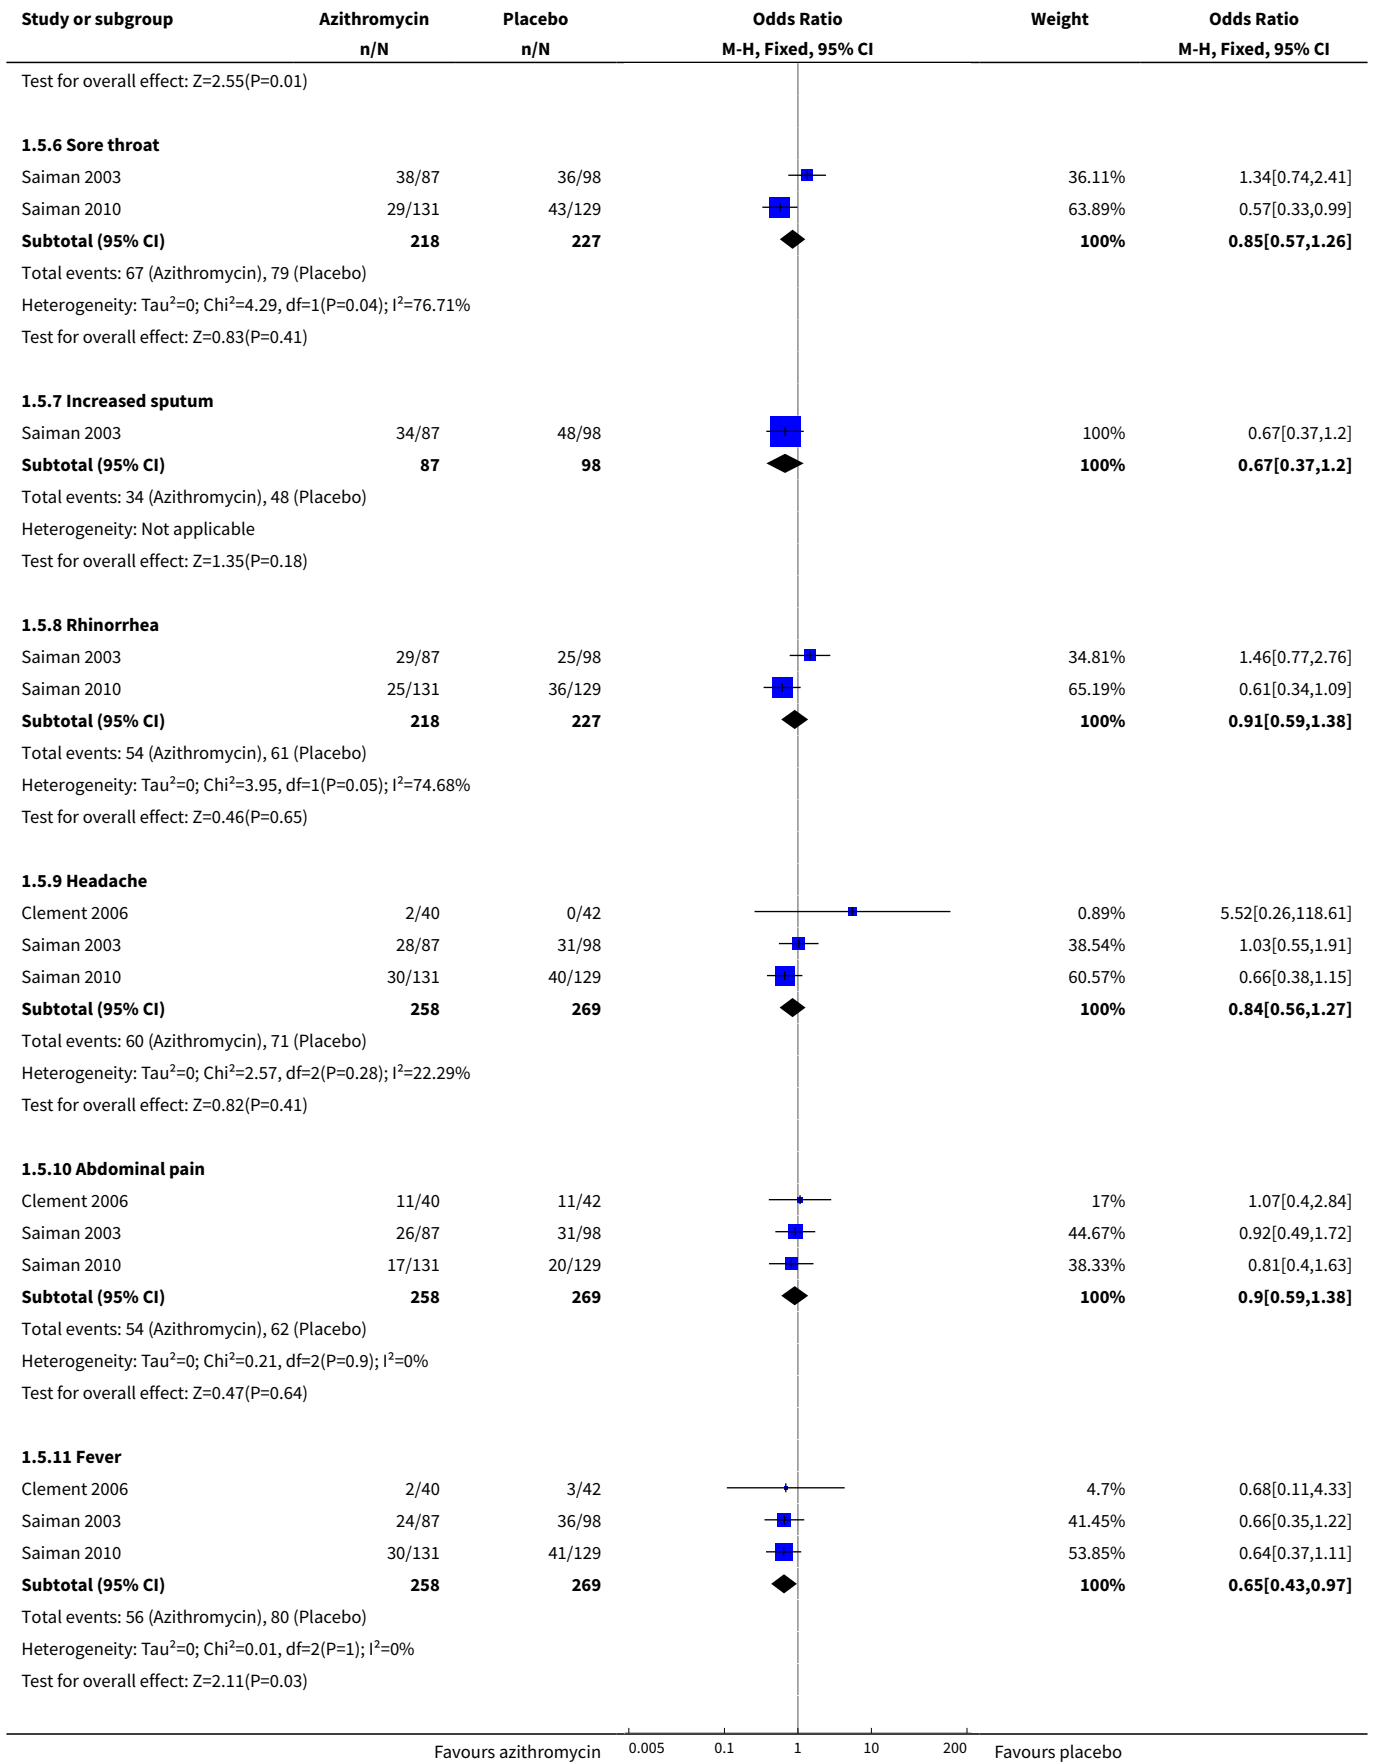 Study or subgroup Azithromycin Placebo Odds Ratio Weight Odds Ratio
n/N n/N M-H, Fixed, 95% CI M-H, Fixed, 95% CI
Test for overall effect: Z=2.55(P=0.01)
1.5.6 Sore throat
Saiman 2003 38/87 36/98 36.11% 1.34[0.74,2.41]
Saiman 2010 29/131 43/129 63.89% 0.57[0.33,0.99]
Subtotal (95% CI) 218 227 100% 0.85[0.57,1.26]
Total events: 67 (Azithromycin), 79 (Placebo)
Heterogeneity: Tau²=0; Chi²=4.29, df=1(P=0.04); I²=76.71%
Test for overall effect: Z=0.83(P=0.41)
1.5.7 Increased sputum
Saiman 2003 34/87 48/98 100% 0.67[0.37,1.2]
Subtotal (95% CI) 87 98 100% 0.67[0.37,1.2]
Total events: 34 (Azithromycin), 48 (Placebo)
Heterogeneity: Not applicable
Test for overall effect: Z=1.35(P=0.18)
1.5.8 Rhinorrhea
Saiman 2003 29/87 25/98 34.81% 1.46[0.77,2.76]
Saiman 2010 25/131 36/129 65.19% 0.61[0.34,1.09]
Subtotal (95% CI) 218 227 100% 0.91[0.59,1.38]
Total events: 54 (Azithromycin), 61 (Placebo)
Heterogeneity: Tau²=0; Chi²=3.95, df=1(P=0.05); I²=74.68%
Test for overall effect: Z=0.46(P=0.65)
1.5.9 Headache
Clement 2006 2/40 0/42 0.89% 5.52[0.26,118.61]
Saiman 2003 28/87 31/98 38.54% 1.03[0.55,1.91]
Saiman 2010 30/131 40/129 60.57% 0.66[0.38,1.15]
Subtotal (95% CI) 258 269 100% 0.84[0.56,1.27]
Total events: 60 (Azithromycin), 71 (Placebo)
Heterogeneity: Tau²=0; Chi²=2.57, df=2(P=0.28); I²=22.29%
Test for overall effect: Z=0.82(P=0.41)
1.5.10 Abdominal pain
Clement 2006 11/40 11/42 17% 1.07[0.4,2.84]
Saiman 2003 26/87 31/98 44.67% 0.92[0.49,1.72]
Saiman 2010 17/131 20/129 38.33% 0.81[0.4,1.63]
Subtotal (95% CI) 258 269 100% 0.9[0.59,1.38]
Total events: 54 (Azithromycin), 62 (Placebo)
Heterogeneity: Tau²=0; Chi²=0.21, df=2(P=0.9); I²=0%
Test for overall effect: Z=0.47(P=0.64)
1.5.11 Fever
Clement 2006 2/40 3/42 4.7% 0.68[0.11,4.33]
Saiman 2003 24/87 36/98 41.45% 0.66[0.35,1.22]
Saiman 2010 30/131 41/129 53.85% 0.64[0.37,1.11]
Subtotal (95% CI) 258 269 100% 0.65[0.43,0.97]
Total events: 56 (Azithromycin), 80 (Placebo)
Heterogeneity: Tau²=0; Chi²=0.01, df=2(P=1); I²=0%
Test for overall effect: Z=2.11(P=0.03)
Favours azithromycin 0.005 0.1 1 10 200 Favours placebo